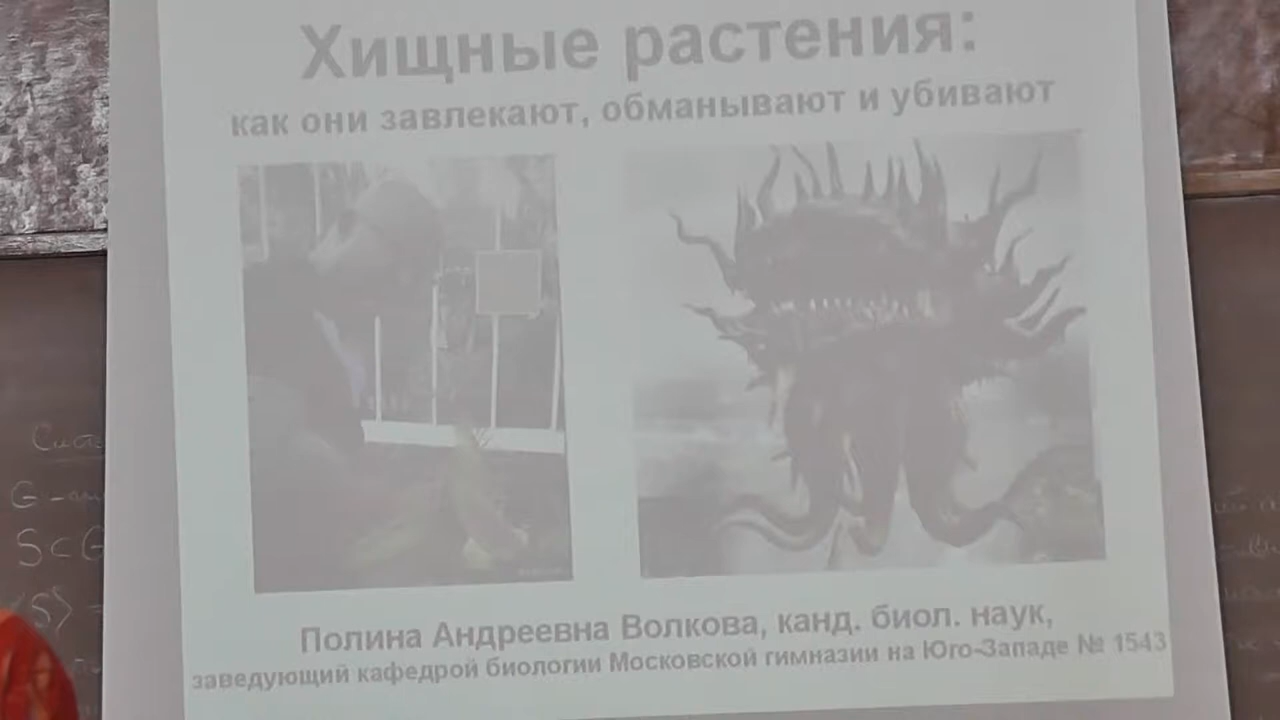 Хищные растения:
как они завлекают, обманывают и убивают
Полина Андреевна Волкова, канд. биол. наук,
заведующий кафедрой биологии Московской гимназии на Юго-Западе № 1543
G
S ⊂ G